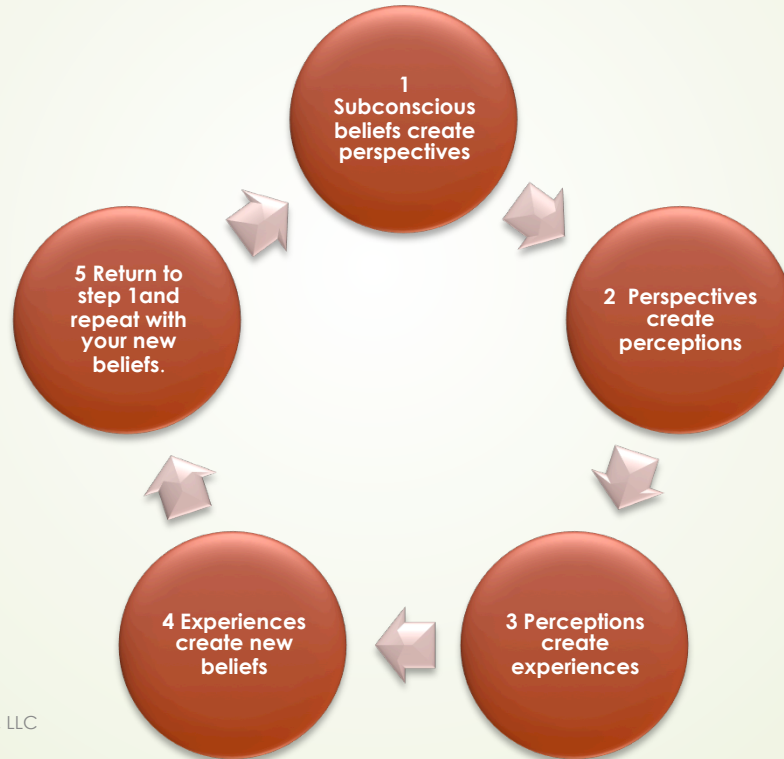 1
Subconscious
beliefs create
perspectives
2 Perspectives
create
perceptions
3 Perceptions
create
experiences
4 Experiences
create new
beliefs
5 Return to
step 1and
repeat with
your new
beliefs.
LLC